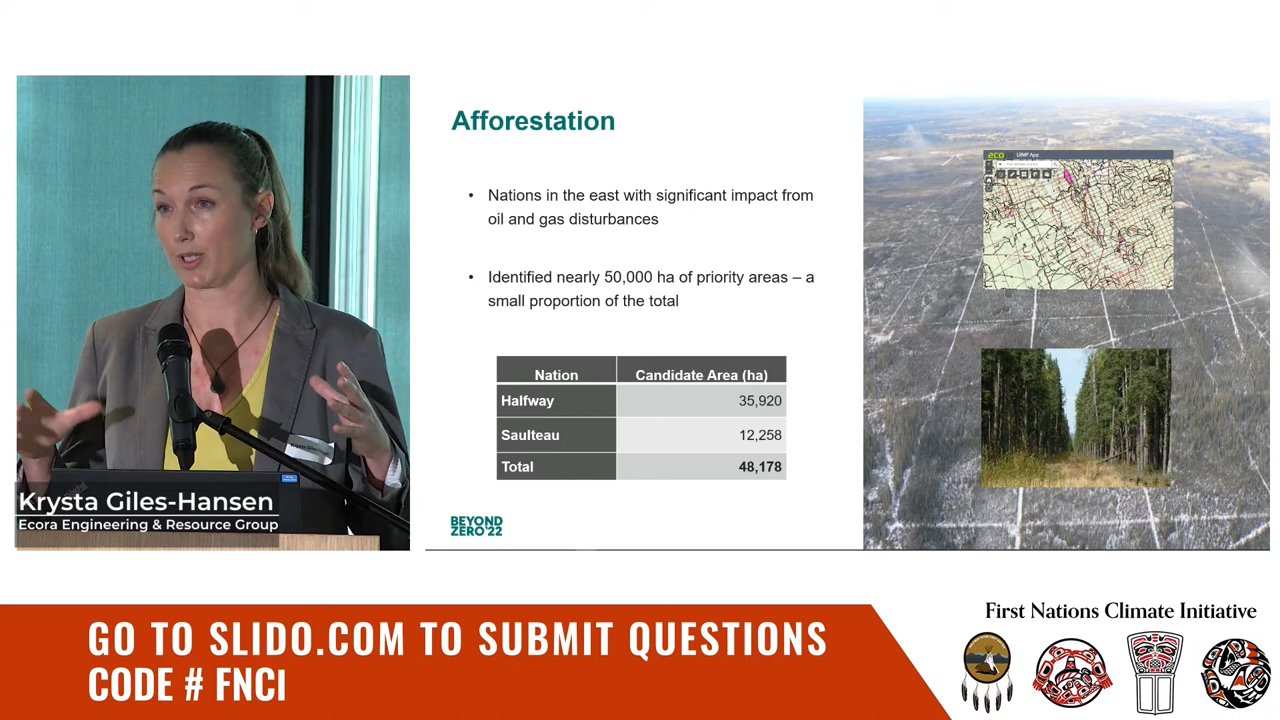 Afforestation
• Nations in the east with significant impact from
oil and gas disturbances
• Identified nearly 50,000 ha of priority areas – a
small proportion of the total
Nation Candidate Area (ha)
Halfway 35,920
Saulteau 12,258
Total 48,178
BEYOND
ZERO'22
eco LRMP App
Krysta Giles-Hansen
Ecora Engineering & Resource Group
GO TO SLIDO.COM TO SUBMIT QUESTIONS
CODE # FNCI
First Nations Climate Initiative